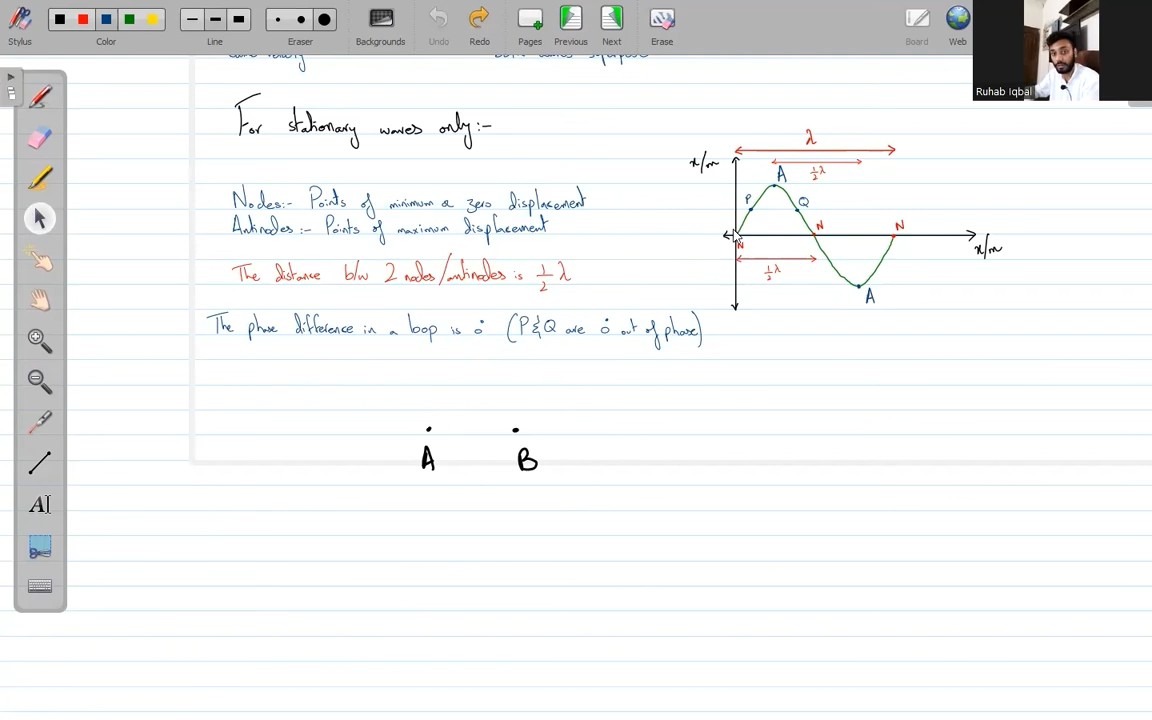 Stylus
Color
Line
Eraser
Backgrounds
Undo
Redo
Pages
Previous
Next
Erase
Board
Web
Ruhab Iqbal
For stationary waves only:-
Nodes:- Points of minimum or zero displacement
Antinodes:- Points of maximum displacement
The distance b/w 2 nodes/antinodes is 1/2 λ
The phase difference in a loop is 0° (P&Q are 0° out of phase)
λ
x/m
1/2 λ
A
P
Q
N
N
N
x/m
1/2 λ
A
A
B
AI